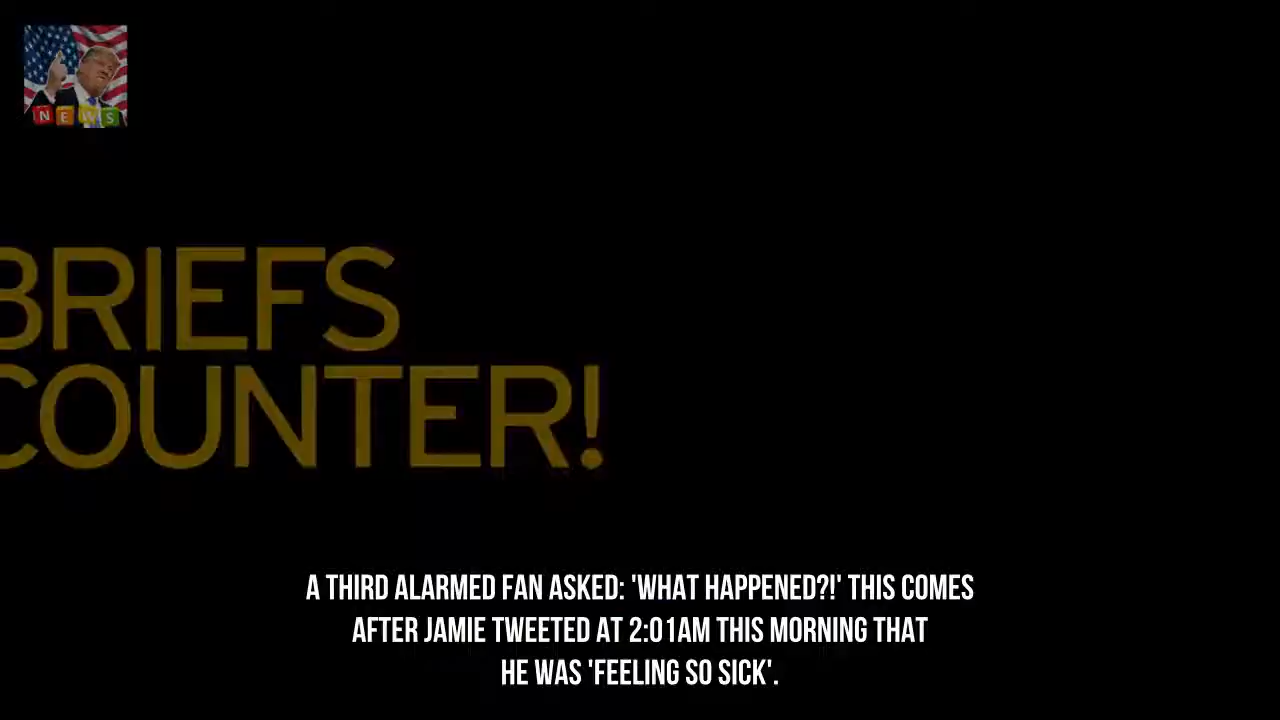 NEWS
BRIEFS
COUNTER!
A THIRD ALARMED FAN ASKED: 'WHAT HAPPENED?!' THIS COMES
AFTER JAMIE TWEETED AT 2:01AM THIS MORNING THAT
HE WAS 'FEELING SO SICK'.